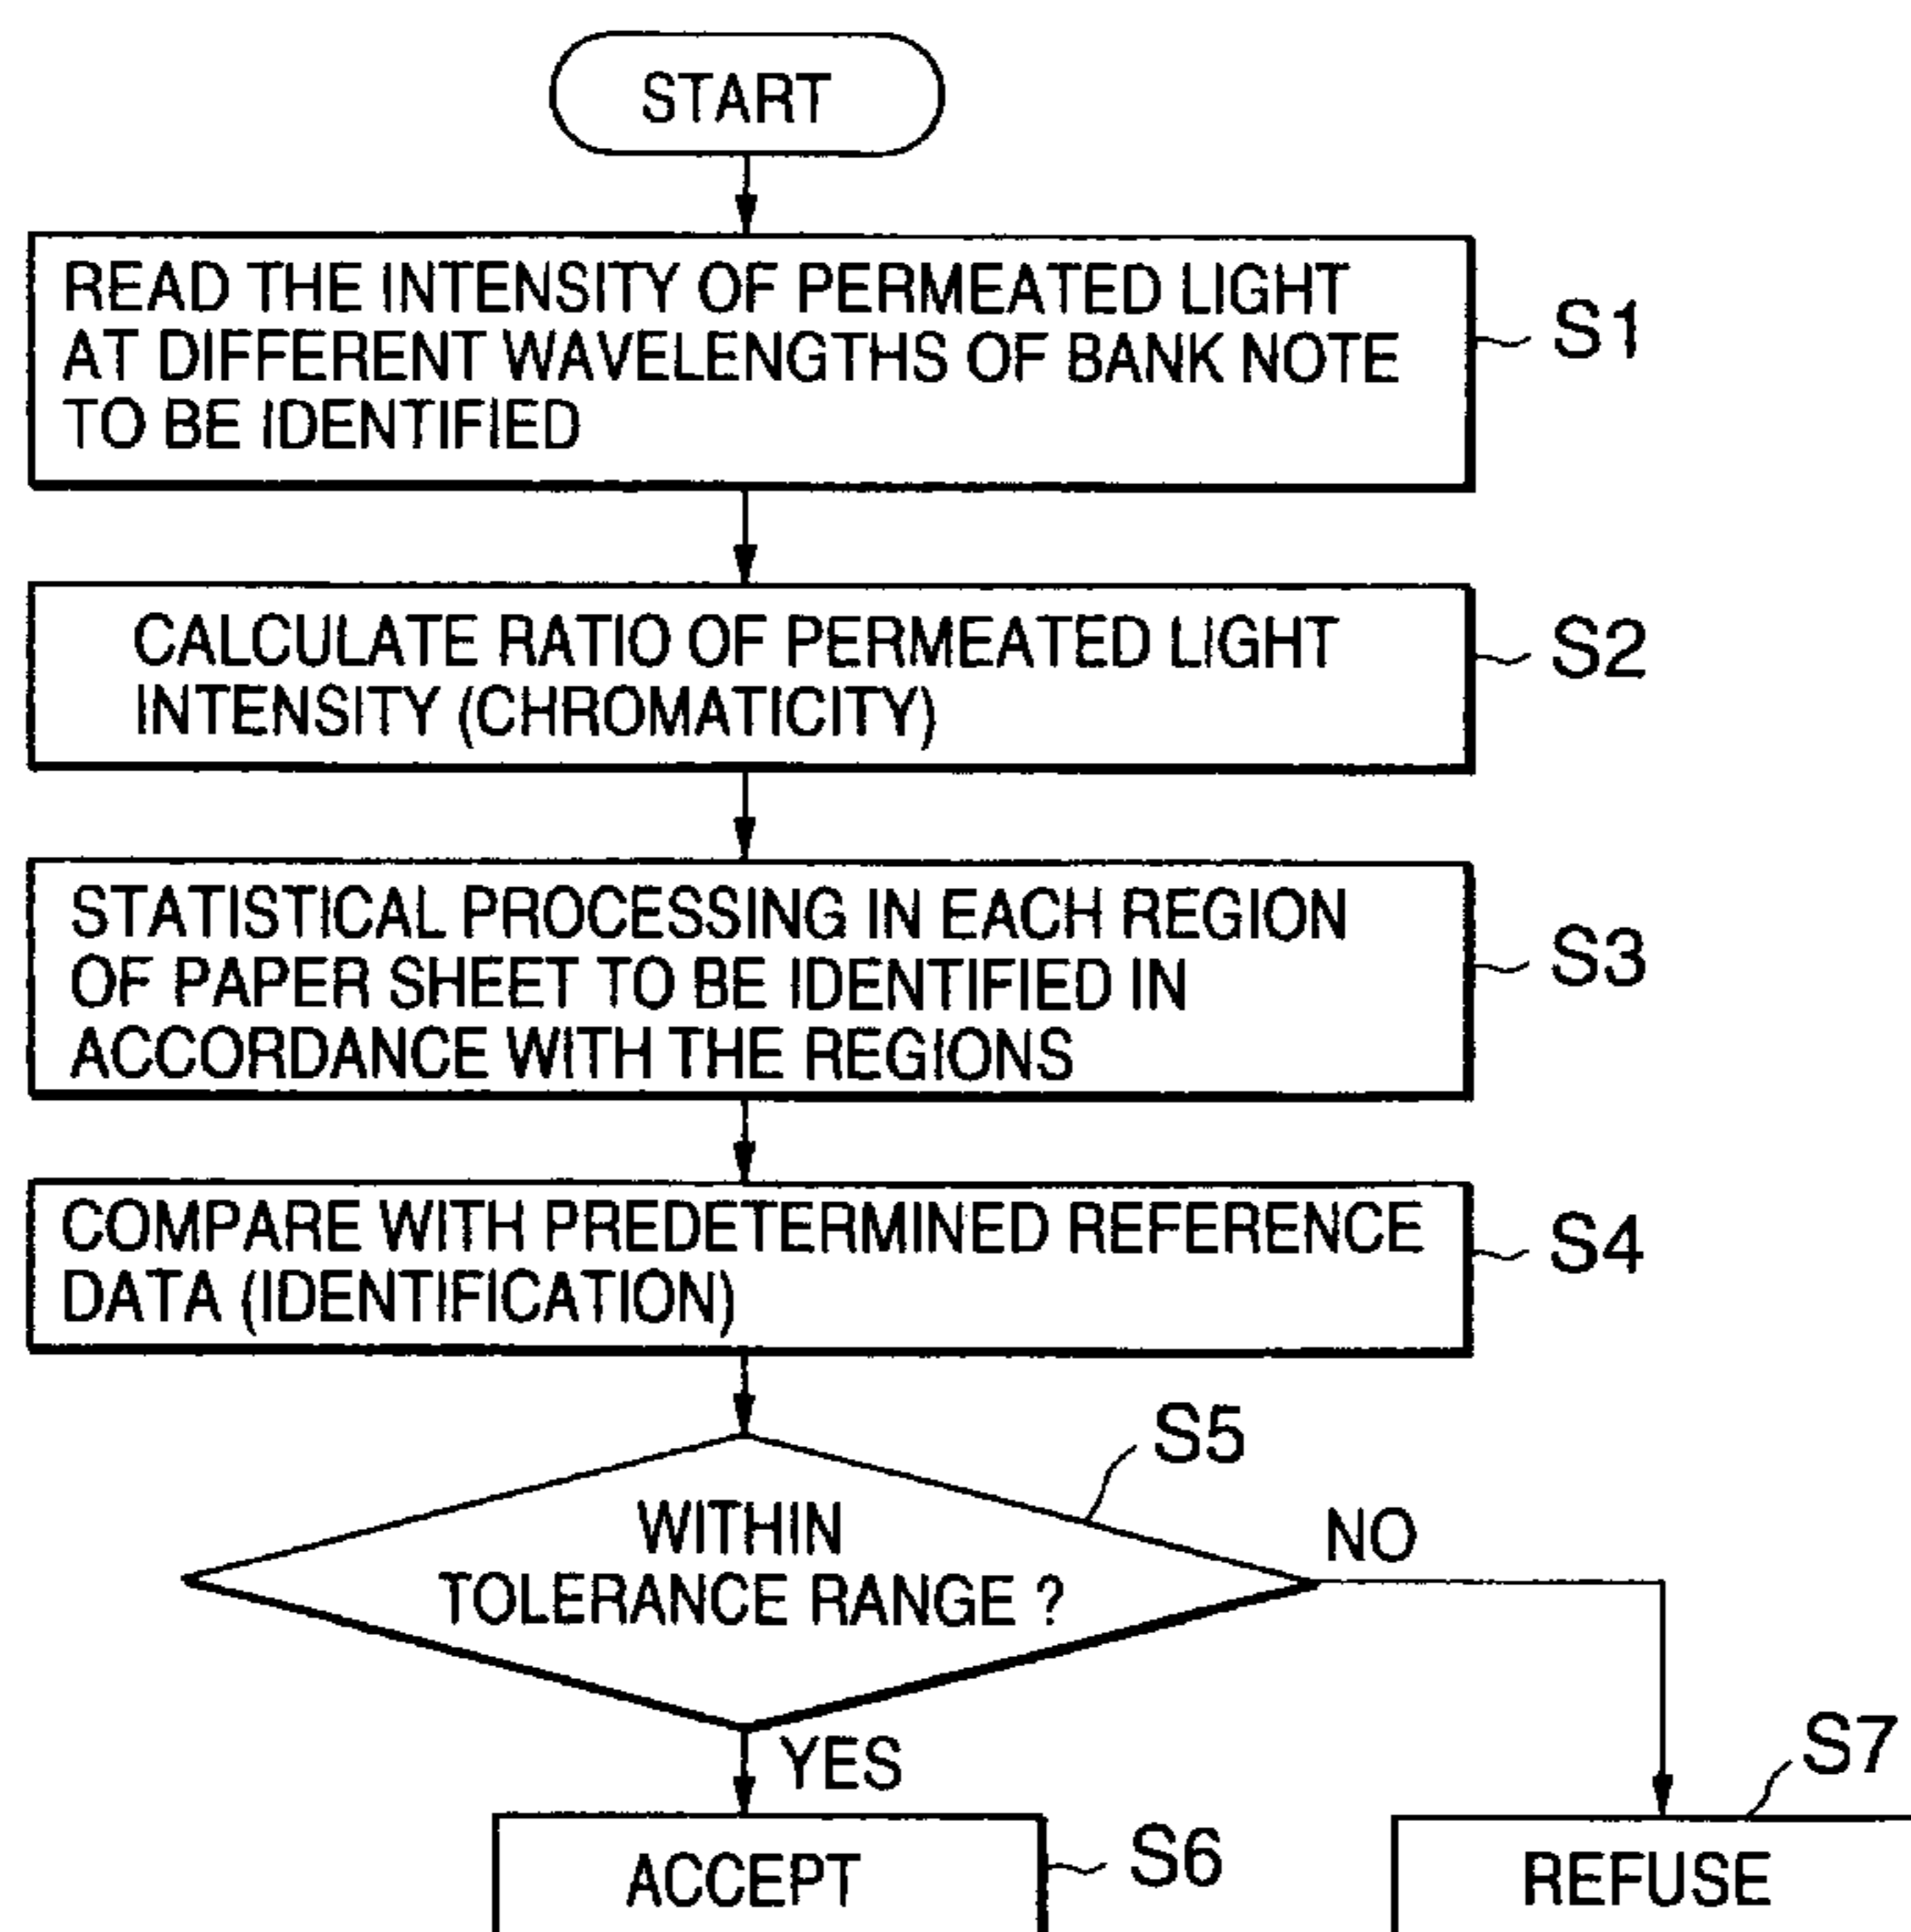 START
READ THE INTENSITY OF PERMEATED LIGHT
AT DIFFERENT WAVELENGTHS OF BANK NOTE
TO BE IDENTIFIED
S1
CALCULATE RATIO OF PERMEATED LIGHT
INTENSITY (CHROMATICITY)
S2
STATISTICAL PROCESSING IN EACH REGION
OF PAPER SHEET TO BE IDENTIFIED IN
ACCORDANCE WITH THE REGIONS
S3
COMPARE WITH PREDETERMINED REFERENCE
DATA (IDENTIFICATION)
S4
S5
WITHIN
TOLERANCE RANGE ?
NO
YES
S7
ACCEPT
S6
REFUSE